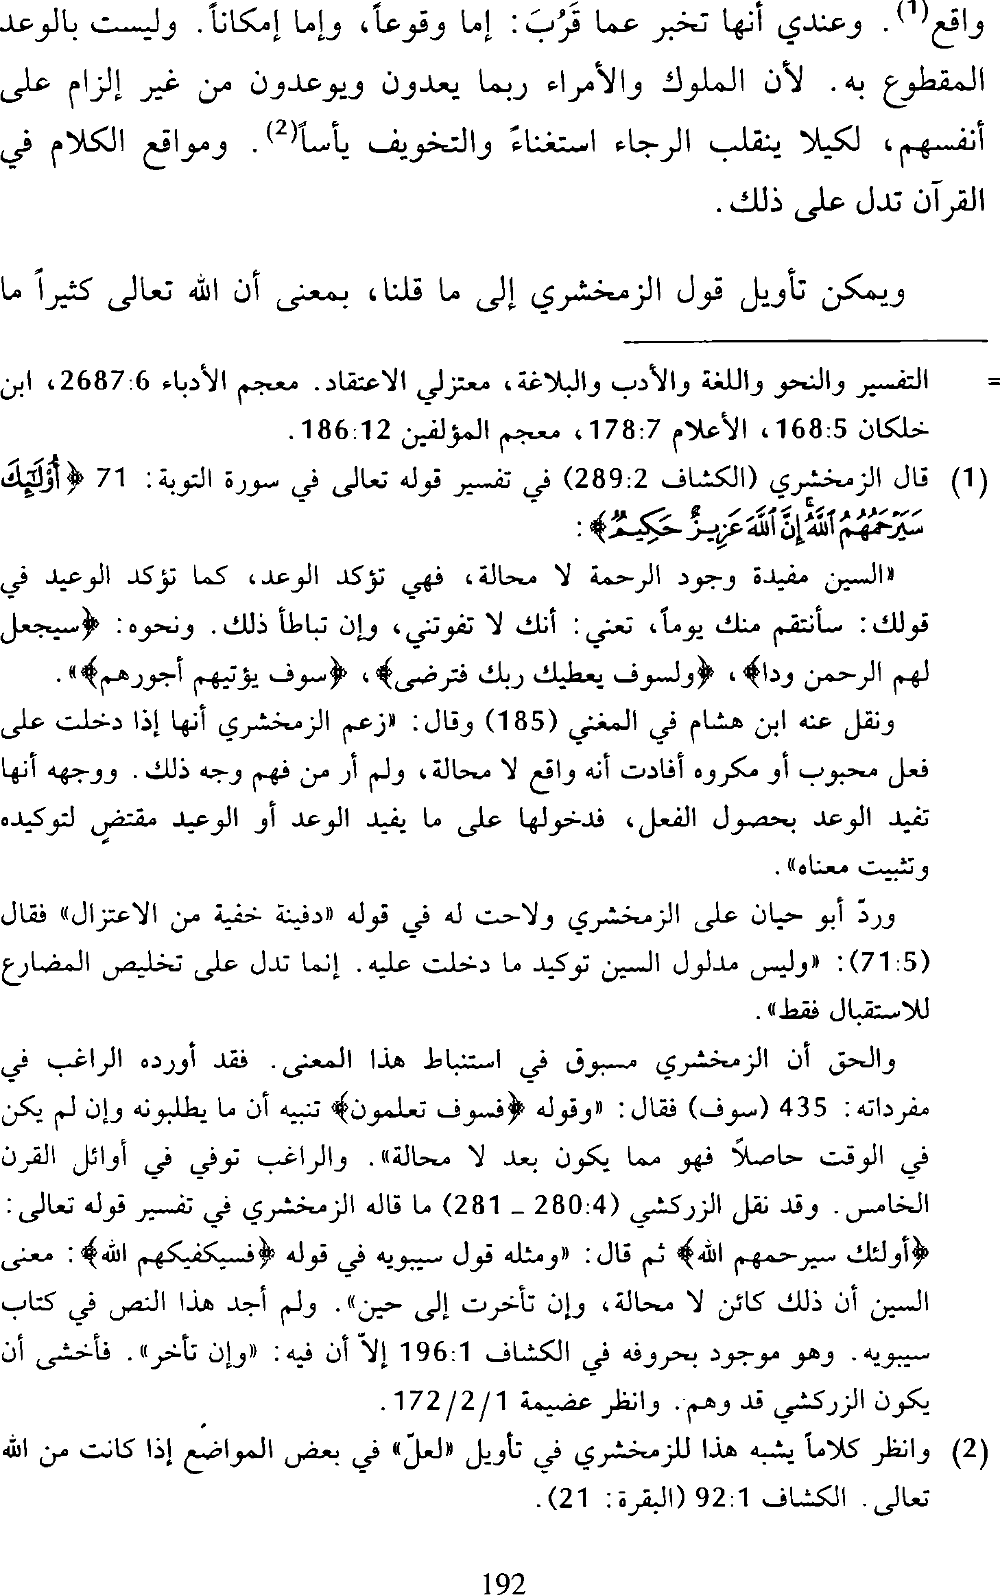 واقع(1). وعندي أنها تخبر عما قَرُبَ: إما وقوعاً، وإما إمكاناً. وليست بالوعد
المقطوع به. لأن الملوك والأمراء ربما يعدون ويوعدون من غير إلزام على
أنفسهم، لكيلا ينقلب الرجاء استغناءً والتخويف يأساً(2). ومواقع الكلام في
القرآن تدل على ذلك.
ويمكن تأويل قول الزمخشري إلى ما قلنا، بمعنى أن الله تعالى كثيراً ما
= التفسير والنحو واللغة والأدب والبلاغة، معتزلي الاعتقاد. معجم الأدباء 2687:6، ابن
خلكان 168:5، الأعلام 178:7، معجم المؤلفين 186:12.
(1) قال الزمخشري (الكشاف 289:2) في تفسير قوله تعالى في سورة التوبة: 71 ﴿أُوْلَٰٓئِكَ
سَيَرۡحَمُهُمُ ٱللَّهُۗ إِنَّ ٱللَّهَ عَزِيزٌ حَكِيمٌ﴾:
«السين مفيدة وجود الرحمة لا محالة، فهي تؤكد الوعد، كما تؤكد الوعيد في
قولك: سأنتقم منك يوماً، تعني: أنك لا تفوتني، وإن تباطأ ذلك. ونحوه: ﴿سيجعل
لهم الرحمن ودا﴾، ﴿ولسوف يعطيك ربك فترضى﴾، ﴿سوف يؤتيهم أجورهم﴾».
ونقل عنه ابن هشام في المغني (185) وقال: «زعم الزمخشري أنها إذا دخلت على
فعل محبوب أو مكروه أفادت أنه واقع لا محالة، ولم أر من فهم وجه ذلك. ووجهه أنها
تفيد الوعد بحصول الفعل، فدخولها على ما يفيد الوعد أو الوعيد مقتضٍ لتوكيده
وتثبيت معناه».
وردّ أبو حيان على الزمخشري ولاحت له في قوله «دفينة خفية من الاعتزال» فقال
(71:5): «وليس مدلول السين توكيد ما دخلت عليه. إنما تدل على تخليص المضارع
للاستقبال فقط».
والحق أن الزمخشري مسبوق في استنباط هذا المعنى. فقد أورده الراغب في
مفرداته: 435 (سوف) فقال: «وقوله ﴿فسوف تعلمون﴾ تنبيه أن ما يطلبونه وإن لم يكن
في الوقت حاصلاً فهو مما يكون بعد لا محالة». والراغب توفي في أوائل القرن
الخامس. وقد نقل الزركشي (280:4 - 281) ما قاله الزمخشري في تفسير قوله تعالى:
﴿أولئك سيرحمهم الله﴾ ثم قال: «ومثله قول سيبويه في قوله ﴿فسيكفيكهم الله﴾: معنى
السين أن ذلك كائن لا محالة، وإن تأخرت إلى حين». ولم أجد هذا النص في كتاب
سيبويه. وهو موجود بحروفه في الكشاف 196:1 إلاّ أن فيه: «وإن تأخر». فأخشى أن
يكون الزركشي قد وهم. وانظر عضيمة 172/2/1.
(2) وانظر كلاماً يشبه هذا للزمخشري في تأويل «لعلّ» في بعض المواضع إذا كانت من الله
تعالى. الكشاف 92:1 (البقرة: 21).
192